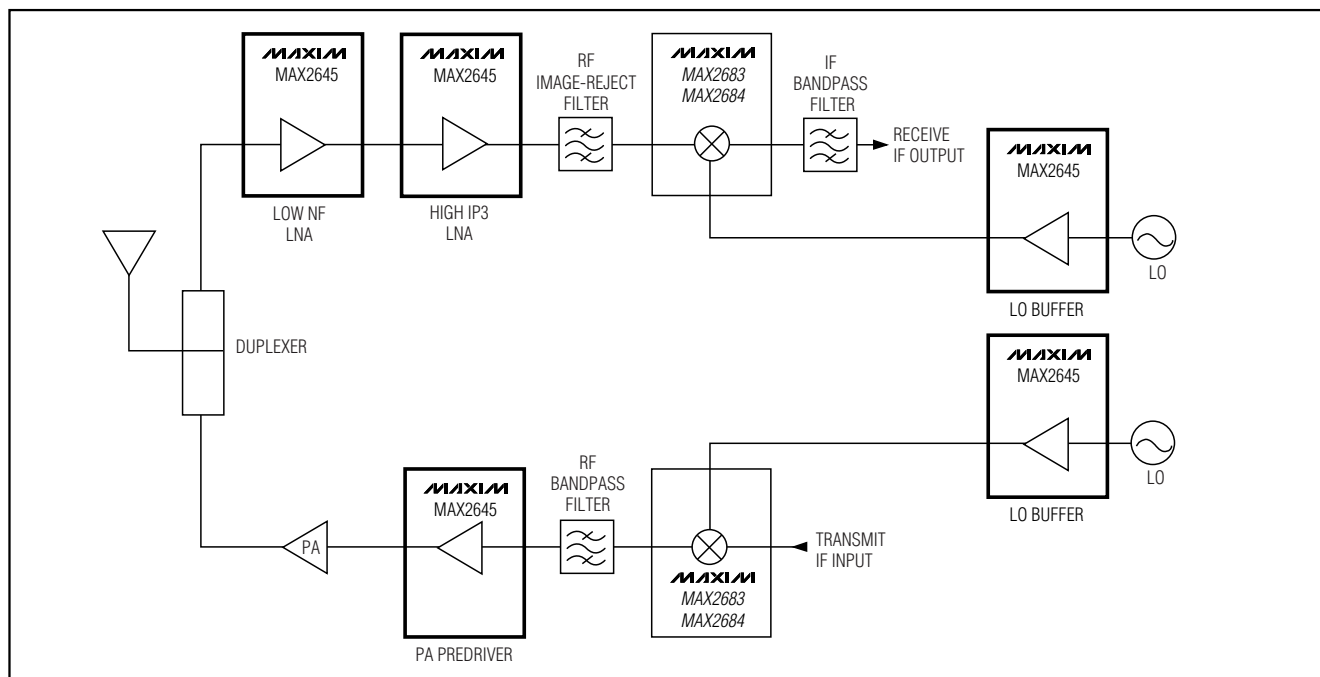 MAXIM
MAX2645
LOW NF
LNA
MAXIM
MAX2645
HIGH IP3
LNA
RF
IMAGE-REJECT
FILTER
MAXIM
MAX2683
MAX2684
IF
BANDPASS
FILTER
RECEIVE
IF OUTPUT
MAXIM
MAX2645
LO BUFFER
LO
DUPLEXER
MAXIM
MAX2645
LO BUFFER
LO
PA
MAXIM
MAX2645
PA PREDRIVER
RF
BANDPASS
FILTER
MAXIM
MAX2683
MAX2684
TRANSMIT
IF INPUT